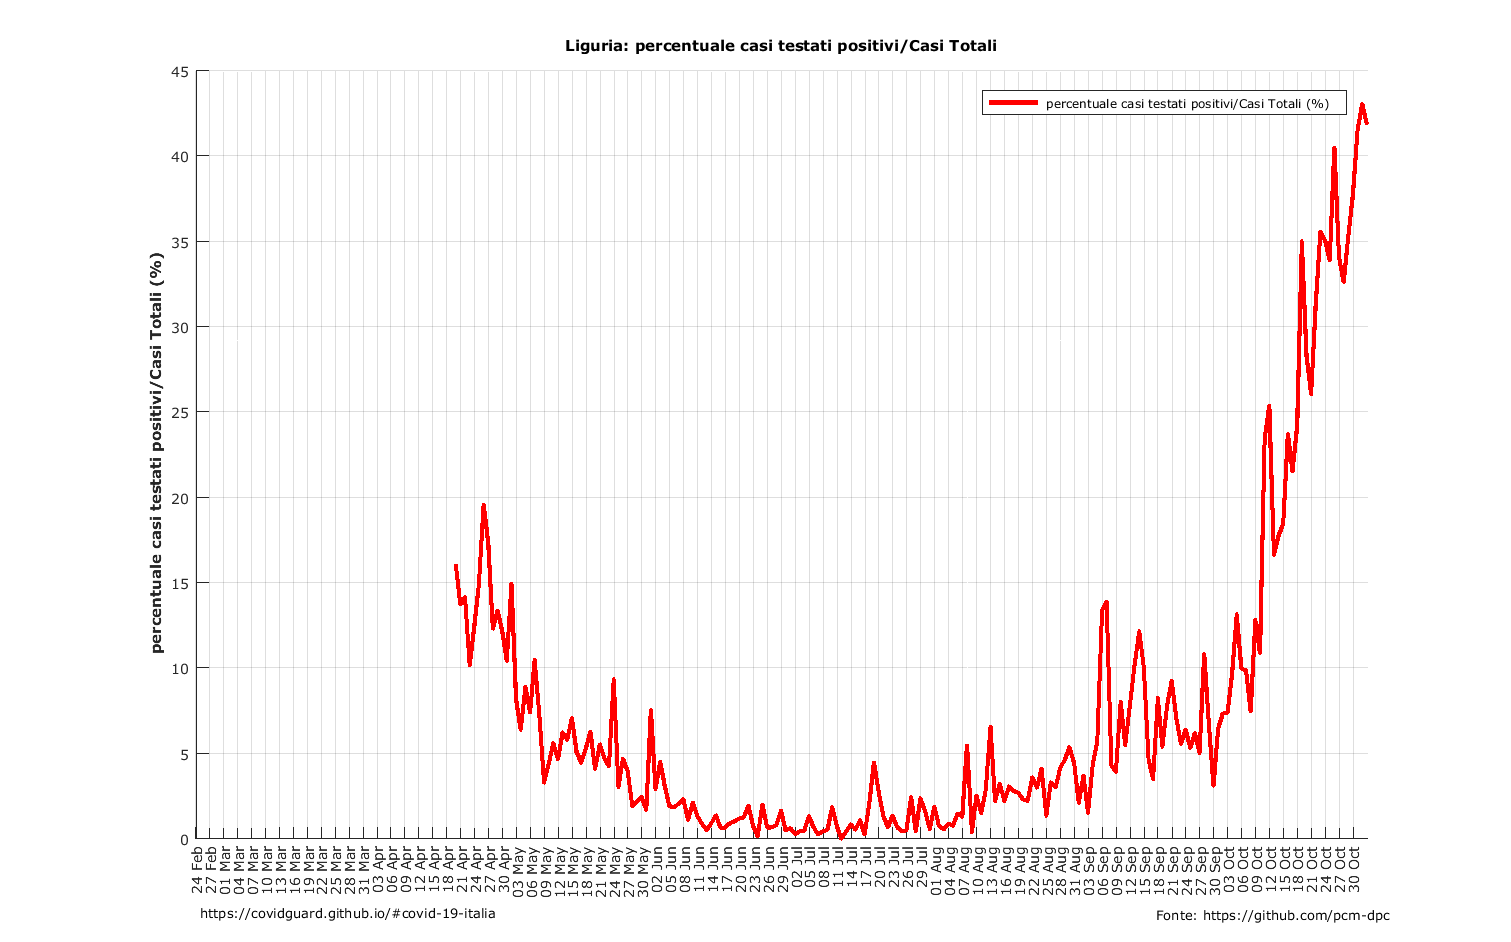 Liguria: percentuale casi testati positivi/Casi Totali
percentuale casi testati positivi/Casi Totali (%)
percentuale casi testati positivi/Casi Totali (%)
45
40
35
30
25
20
15
10
5
0
24 Feb
27 Feb
01 Mar
04 Mar
07 Mar
10 Mar
13 Mar
16 Mar
19 Mar
22 Mar
25 Mar
28 Mar
31 Mar
03 Apr
06 Apr
09 Apr
12 Apr
15 Apr
18 Apr
21 Apr
24 Apr
27 Apr
30 Apr
03 May
06 May
09 May
12 May
15 May
18 May
21 May
24 May
27 May
30 May
02 Jun
05 Jun
08 Jun
11 Jun
14 Jun
17 Jun
20 Jun
23 Jun
26 Jun
29 Jun
02 Jul
05 Jul
08 Jul
11 Jul
14 Jul
17 Jul
20 Jul
23 Jul
26 Jul
29 Jul
01 Aug
04 Aug
07 Aug
10 Aug
13 Aug
16 Aug
19 Aug
22 Aug
25 Aug
28 Aug
31 Aug
03 Sep
06 Sep
09 Sep
12 Sep
15 Sep
18 Sep
21 Sep
24 Sep
27 Sep
30 Sep
03 Oct
06 Oct
09 Oct
12 Oct
15 Oct
18 Oct
21 Oct
24 Oct
27 Oct
30 Oct
https://covidguard.github.io/#covid-19-italia
Fonte: https://github.com/pcm-dpc